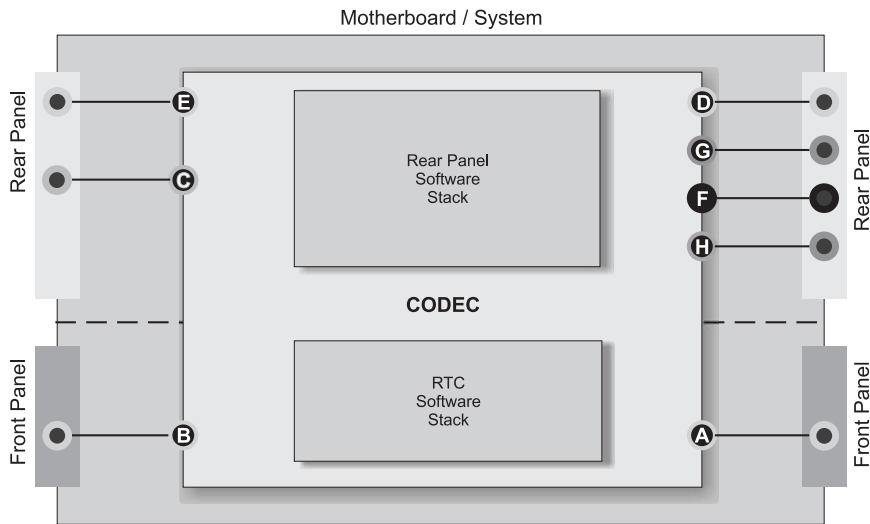 Motherboard / System
Rear Panel
E
C
Rear Panel
Software
Stack
D
G
F
H
Rear Panel
CODEC
Front Panel
B
RTC
Software
Stack
A
Front Panel